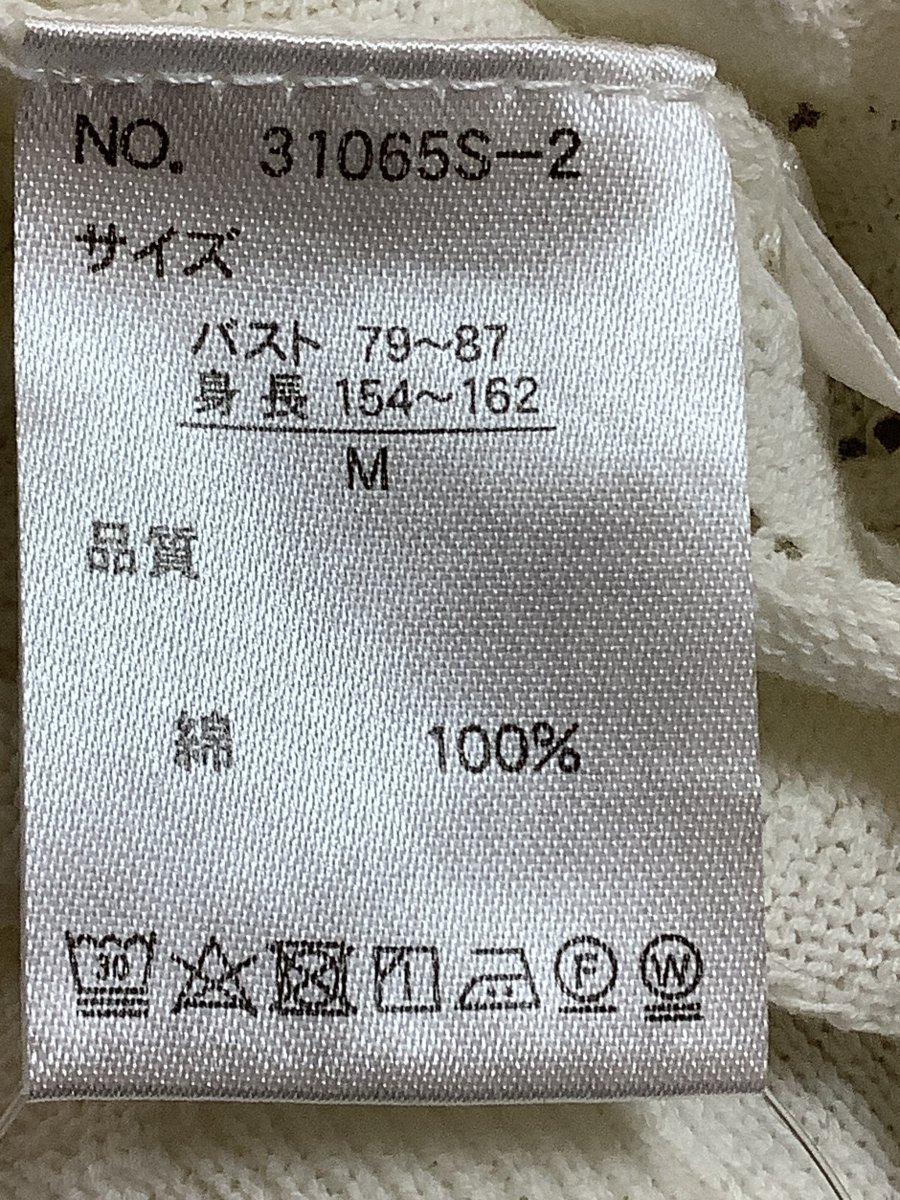 NO. 31065S-2
サイズ
バスト 79〜87
身長 154〜162
M
品質
綿 100%
30 F W